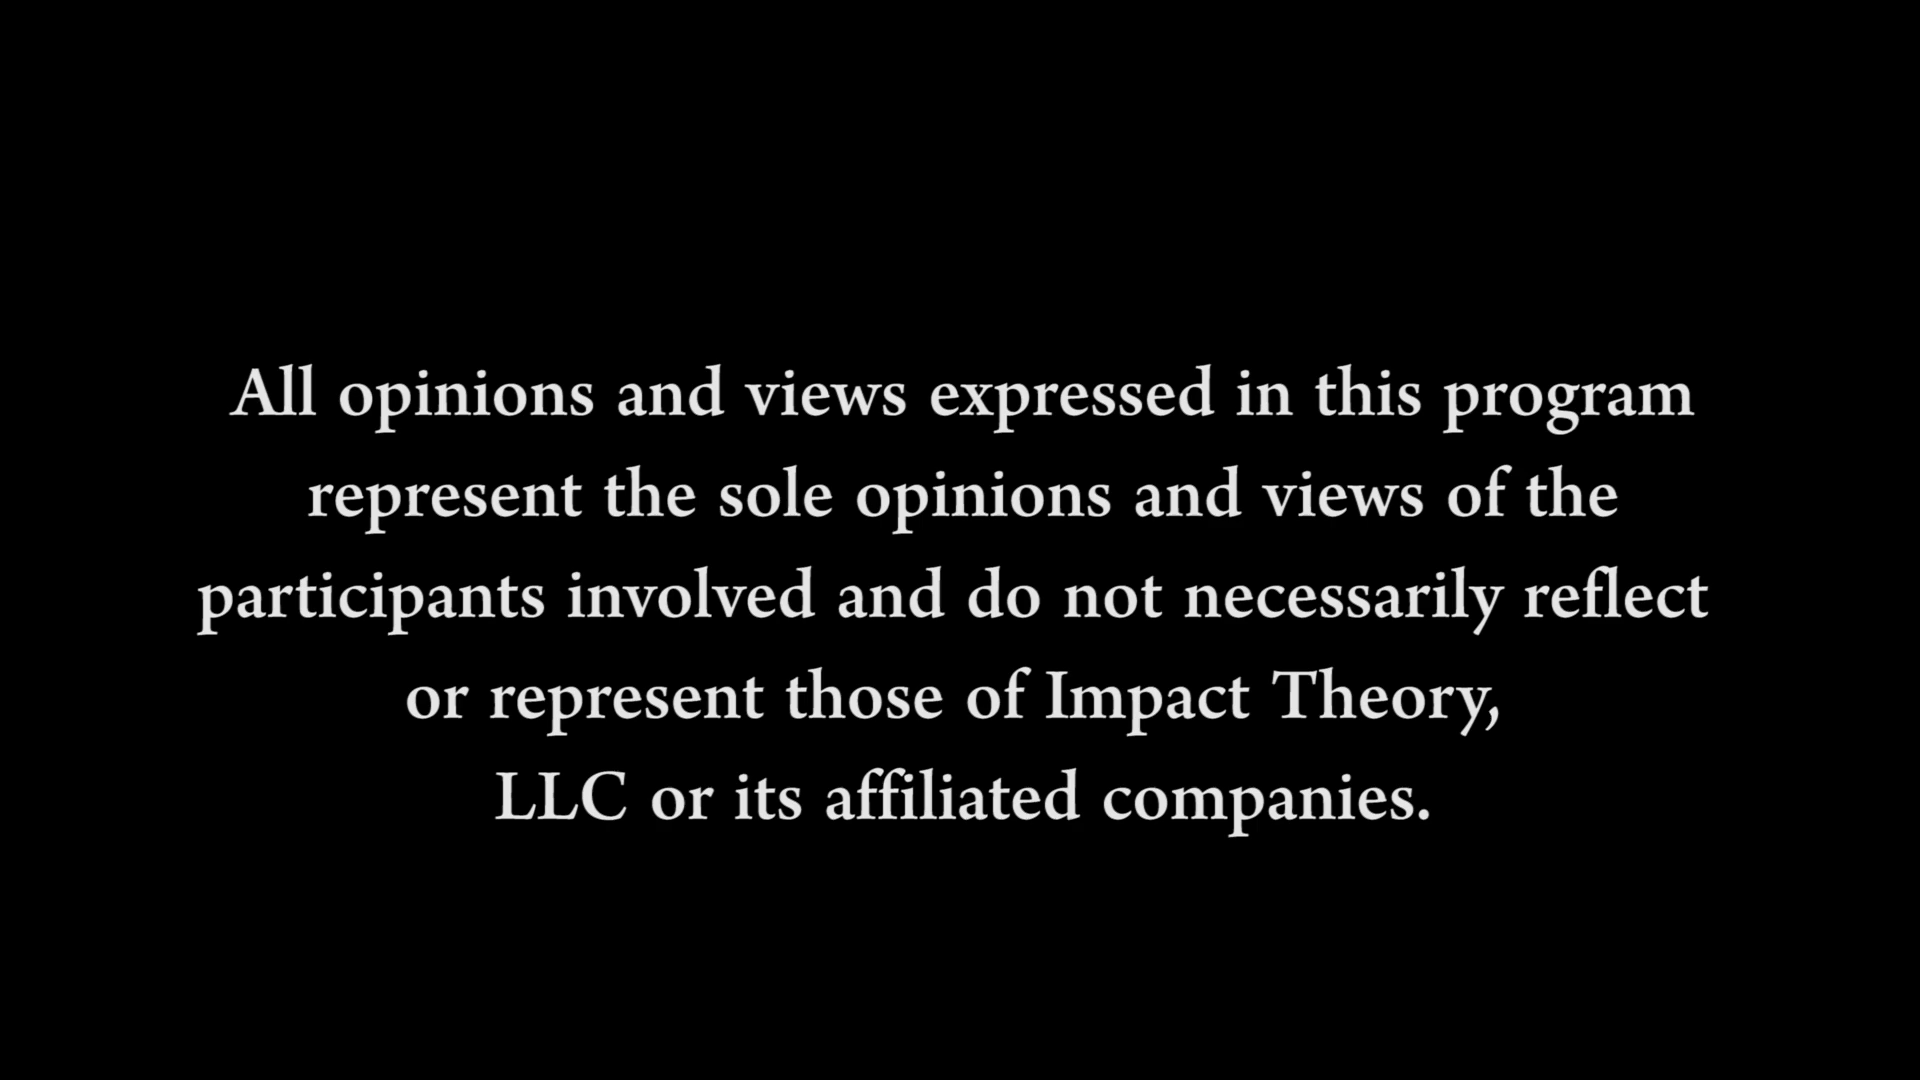 All opinions and views expressed in this program
represent the sole opinions and views of the
participants involved and do not necessarily reflect
or represent those of Impact Theory,
LLC or its affiliated companies.